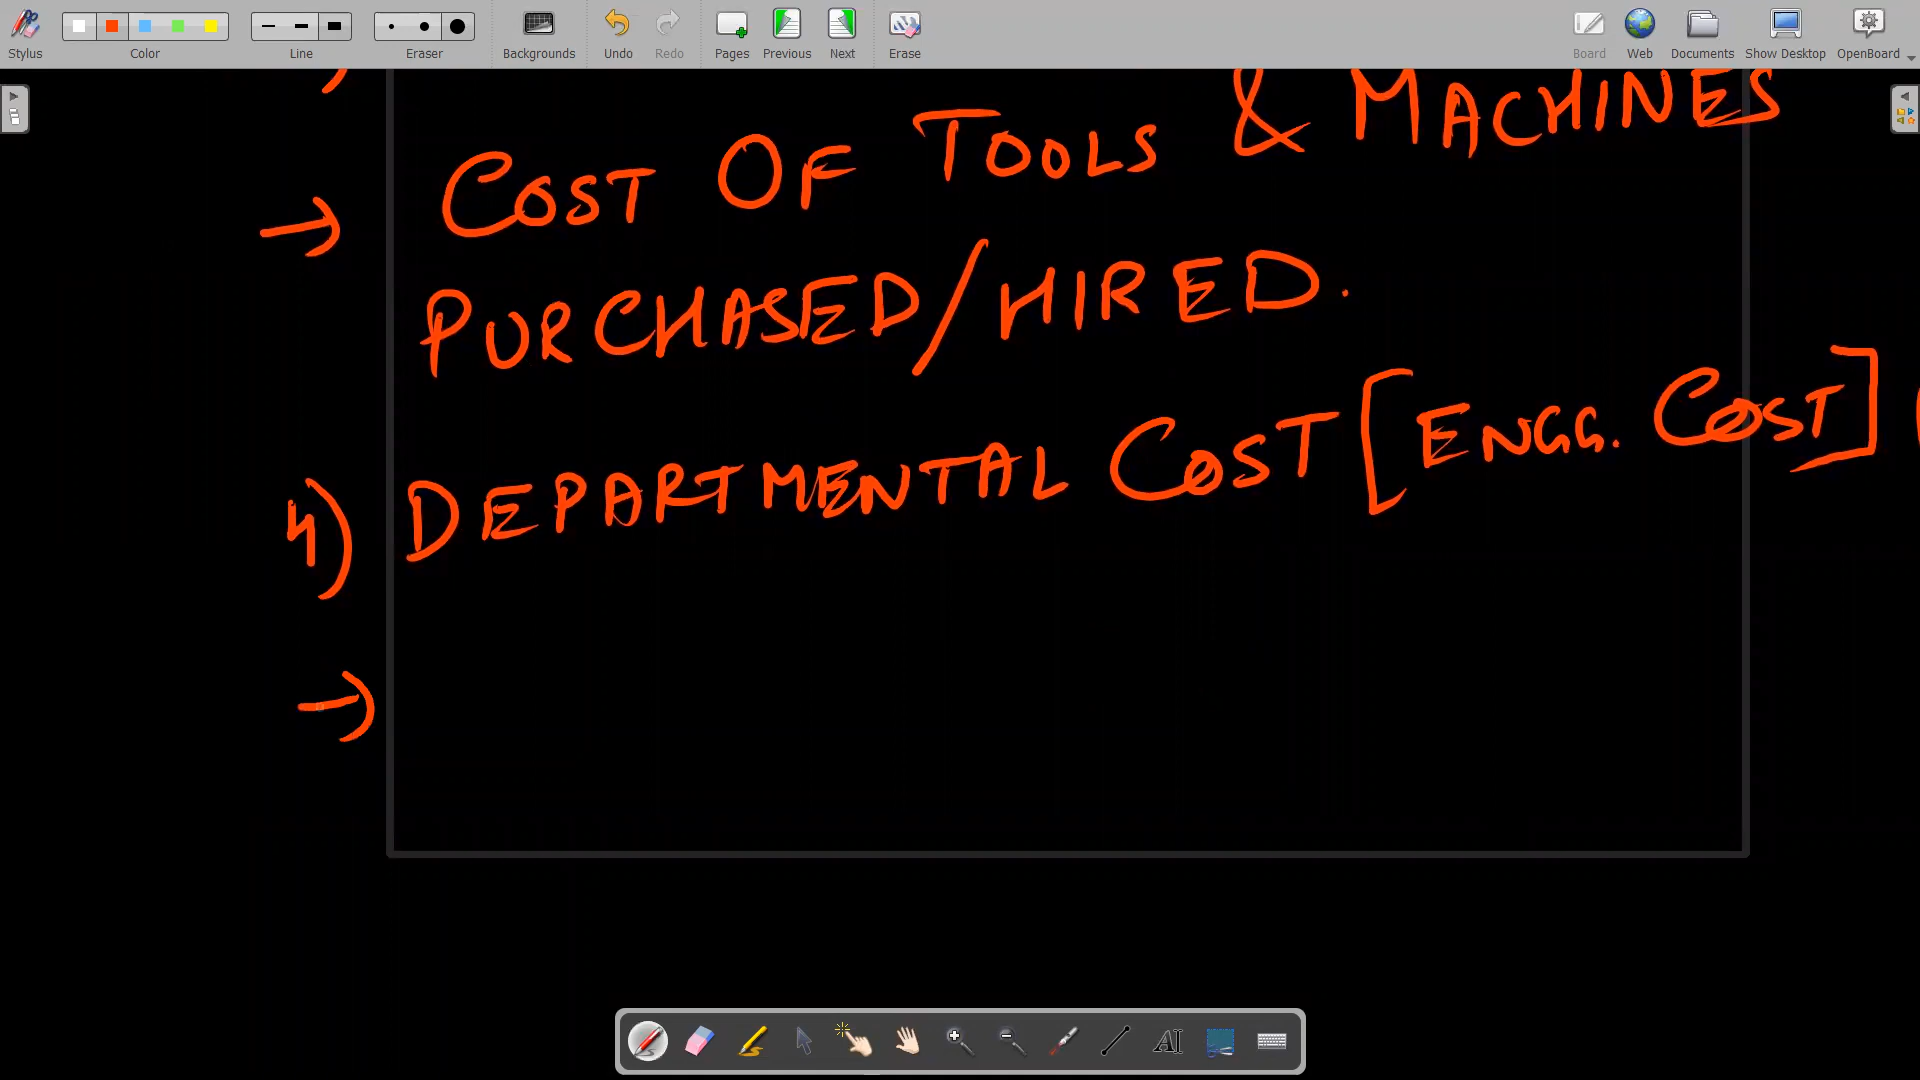 Stylus Color Line Eraser Backgrounds Undo Redo Pages Previous Next Erase Board Web Documents Show Desktop OpenBoard
→ COST OF TOOLS & MACHINES
PURCHASED/HIRED.
4) DEPARTMENTAL COST [ENGG. COST]
→